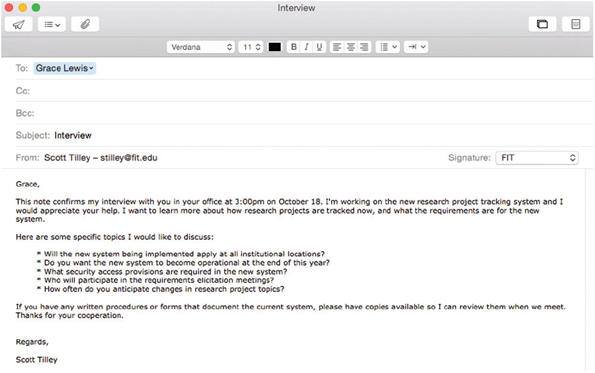 Interview
Verdana 11 B I U
To: Grace Lewis
Cc:
Bcc:
Subject: Interview
From: Scott Tilley – stilley@fit.edu Signature: FIT
Grace,
This note confirms my interview with you in your office at 3:00pm on October 18. I'm working on the new research project tracking system and I
would appreciate your help. I want to learn more about how research projects are tracked now, and what the requirements are for the new
system.
Here are some specific topics I would like to discuss:
* Will the new system being implemented apply at all institutional locations?
* Do you want the new system to become operational at the end of this year?
* What security access provisions are required in the new system?
* Who will participate in the requirements elicitation meetings?
* How often do you anticipate changes in research project topics?
If you have any written procedures or forms that document the current system, please have copies available so I can review them when we meet.
Thanks for your cooperation.
Regards,
Scott Tilley